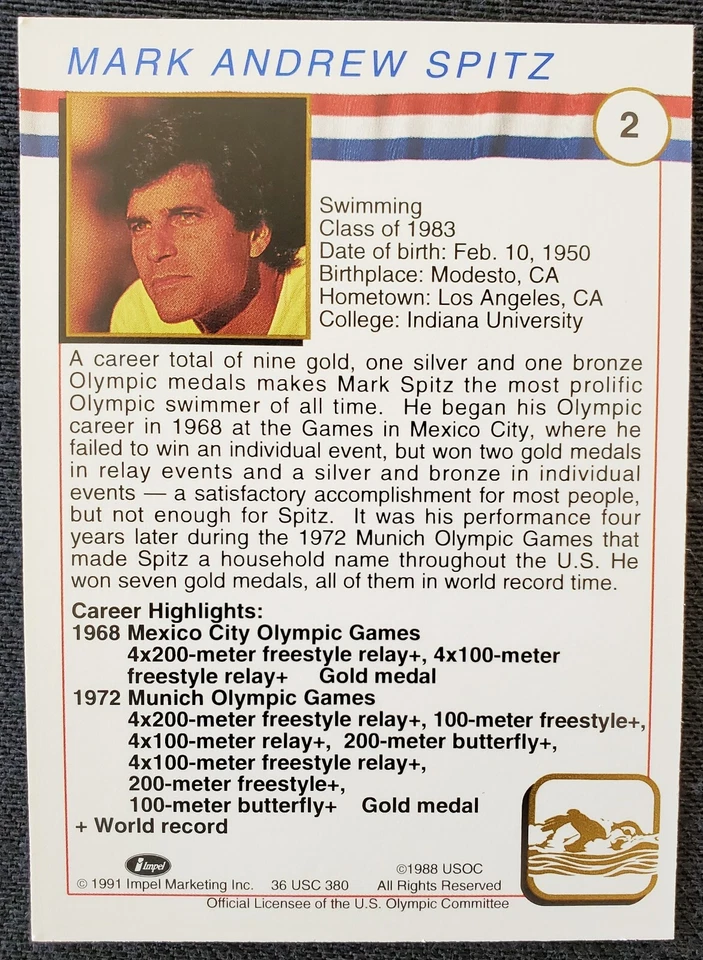 MARK ANDREW SPITZ
2
Swimming
Class of 1983
Date of birth: Feb. 10, 1950
Birthplace: Modesto, CA
Hometown: Los Angeles, CA
College: Indiana University
A career total of nine gold, one silver and one bronze
Olympic medals makes Mark Spitz the most prolific
Olympic swimmer of all time. He began his Olympic
career in 1968 at the Games in Mexico City, where he
failed to win an individual event, but won two gold medals
in relay events and a silver and bronze in individual
events — a satisfactory accomplishment for most people,
but not enough for Spitz. It was his performance four
years later during the 1972 Munich Olympic Games that
made Spitz a household name throughout the U.S. He
won seven gold medals, all of them in world record time.
Career Highlights:
1968 Mexico City Olympic Games
4x200-meter freestyle relay+, 4x100-meter
freestyle relay+ Gold medal
1972 Munich Olympic Games
4x200-meter freestyle relay+, 100-meter freestyle+,
4x100-meter relay+, 200-meter butterfly+,
4x100-meter freestyle relay+,
200-meter freestyle+,
100-meter butterfly+ Gold medal
+ World record
Impel
©1988 USOC
© 1991 Impel Marketing Inc. 36 USC 380 All Rights Reserved
Official Licensee of the U.S. Olympic Committee